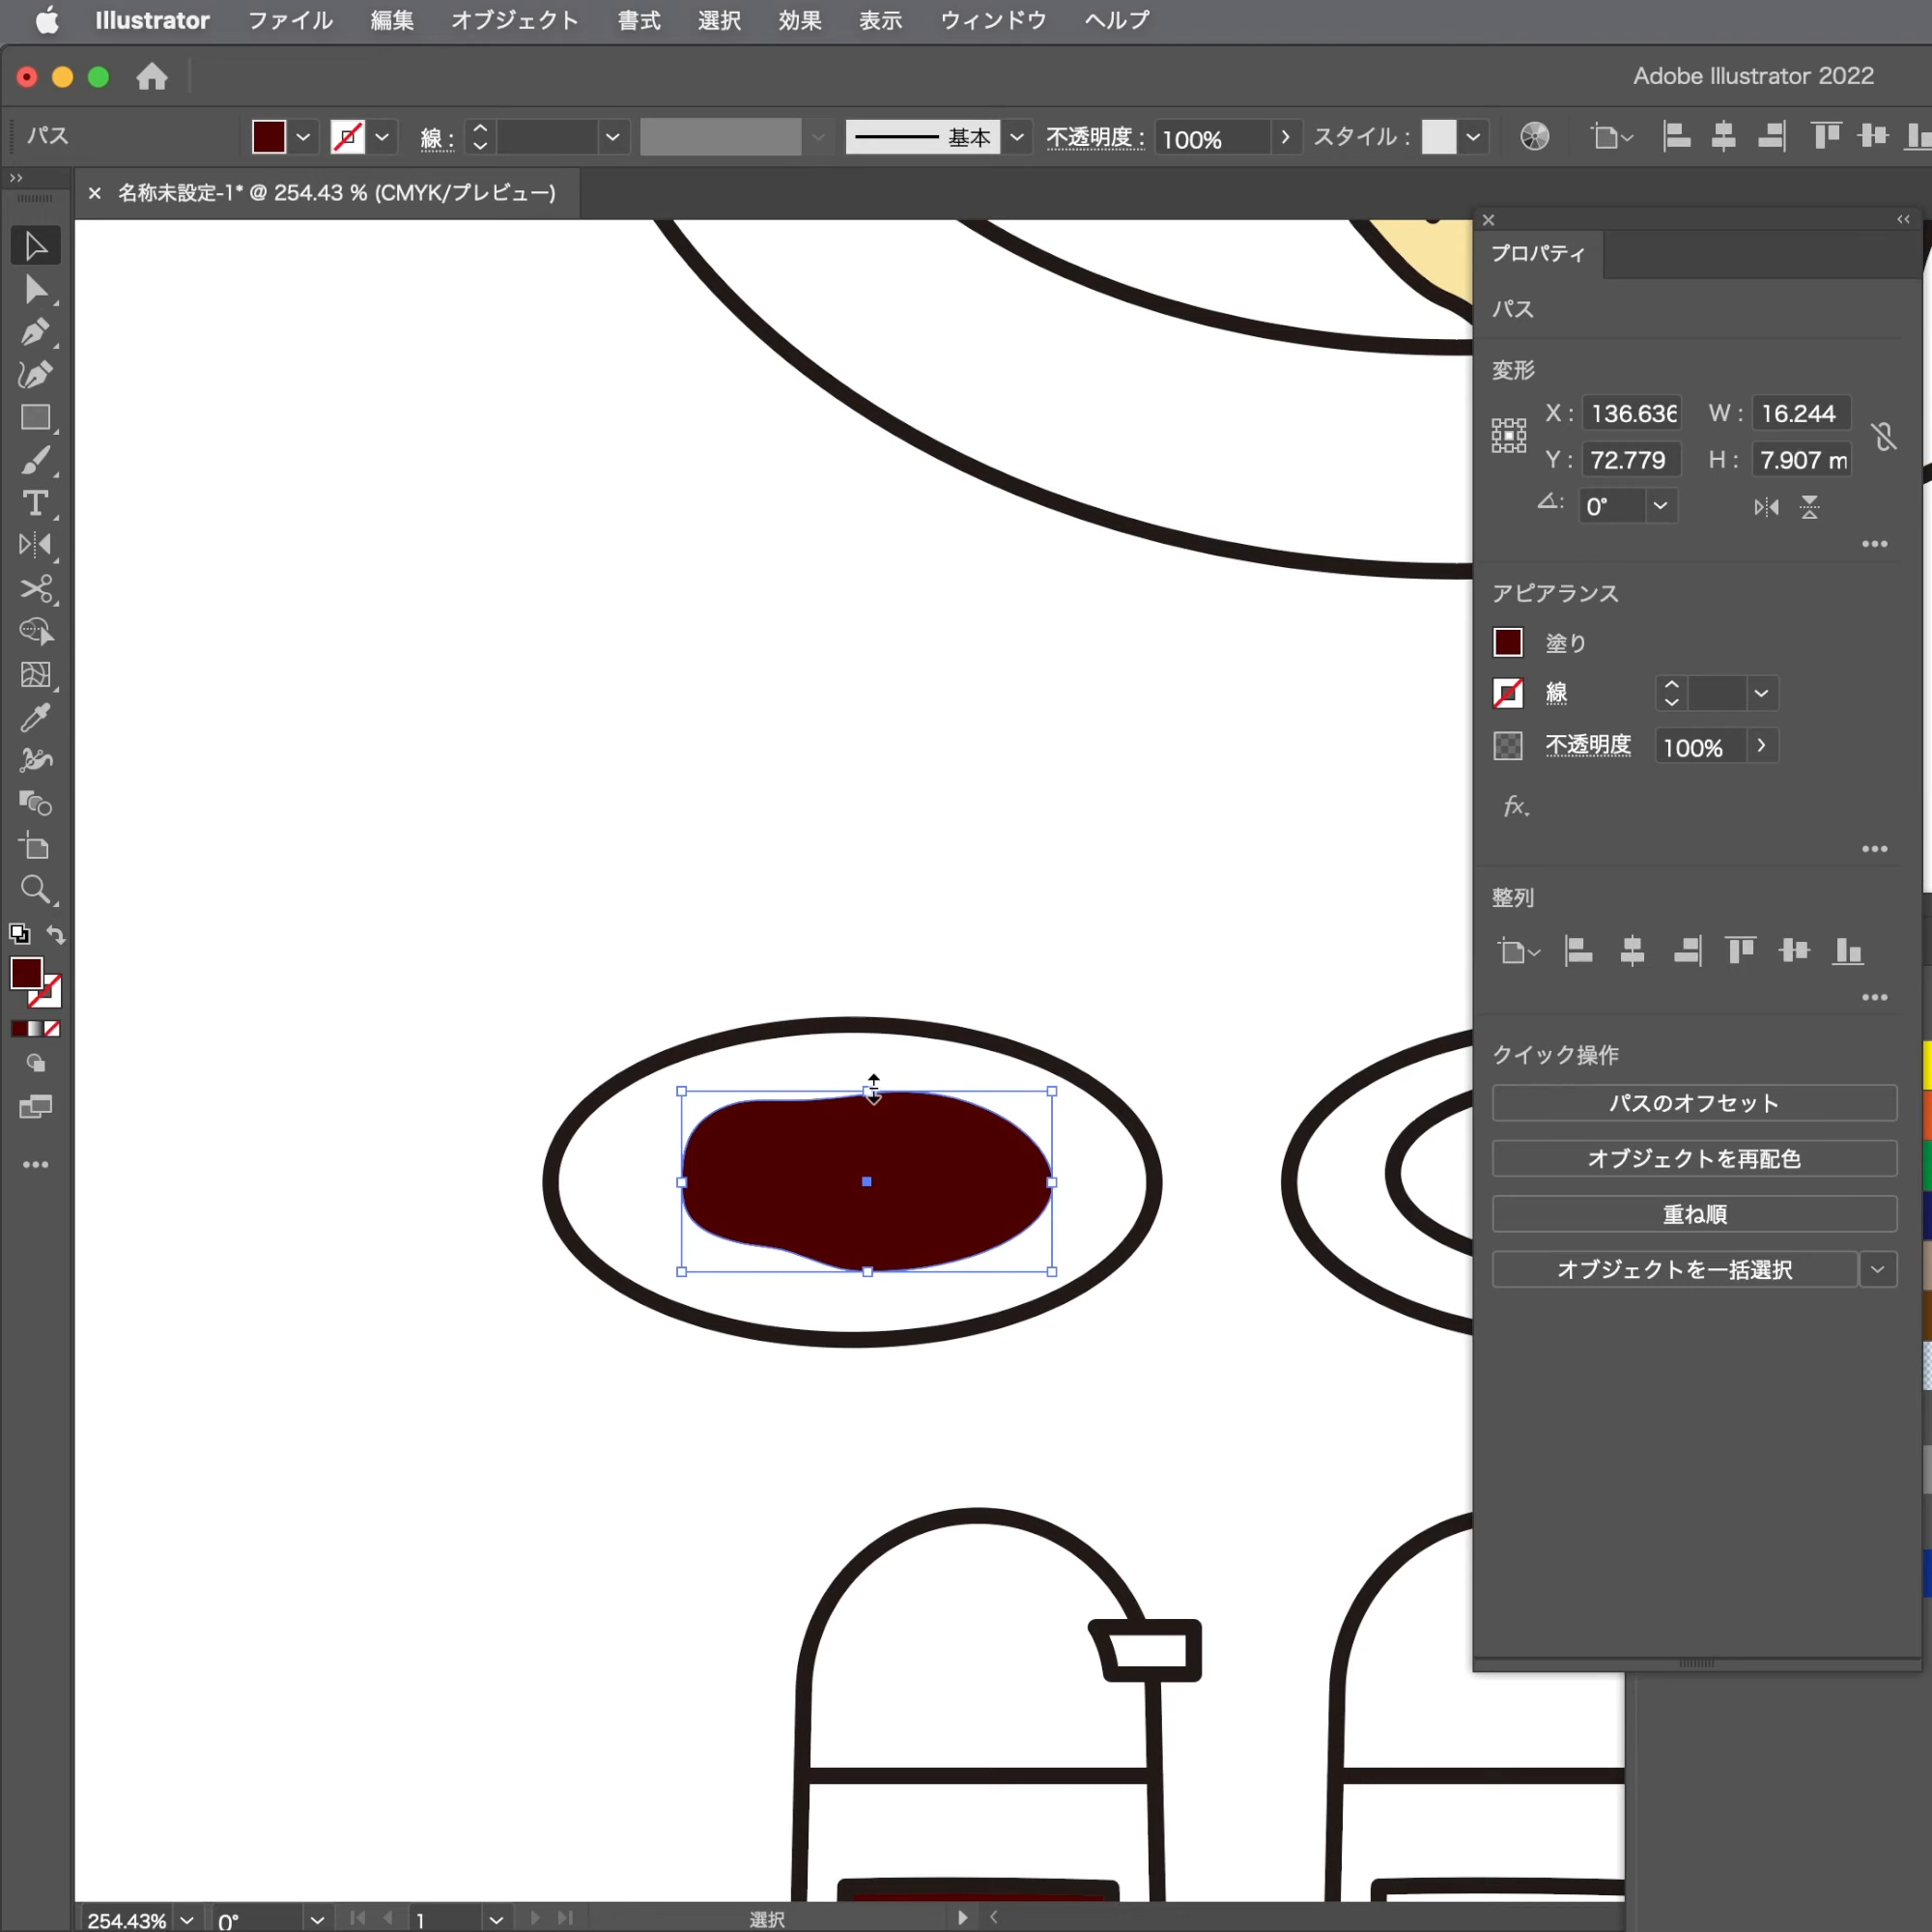 Illustrator ファイル 編集 オブジェクト 書式 選択 効果 表示 ウィンドウ ヘルプ
Adobe Illustrator 2022
パス 線 : 基本 不透明度 : 100% スタイル :
× 名称未設定-1* @ 254.43 % (CMYK/プレビュー)
プロパティ
パス
変形
X : 136.636 W : 16.244
Y : 72.779 H : 7.907 m
0°
アピアランス
塗り
線
不透明度 100%
fx
整列
クイック操作
パスのオフセット
オブジェクトを再配色
重ね順
オブジェクトを一括選択
254.43% 0° 1 選択